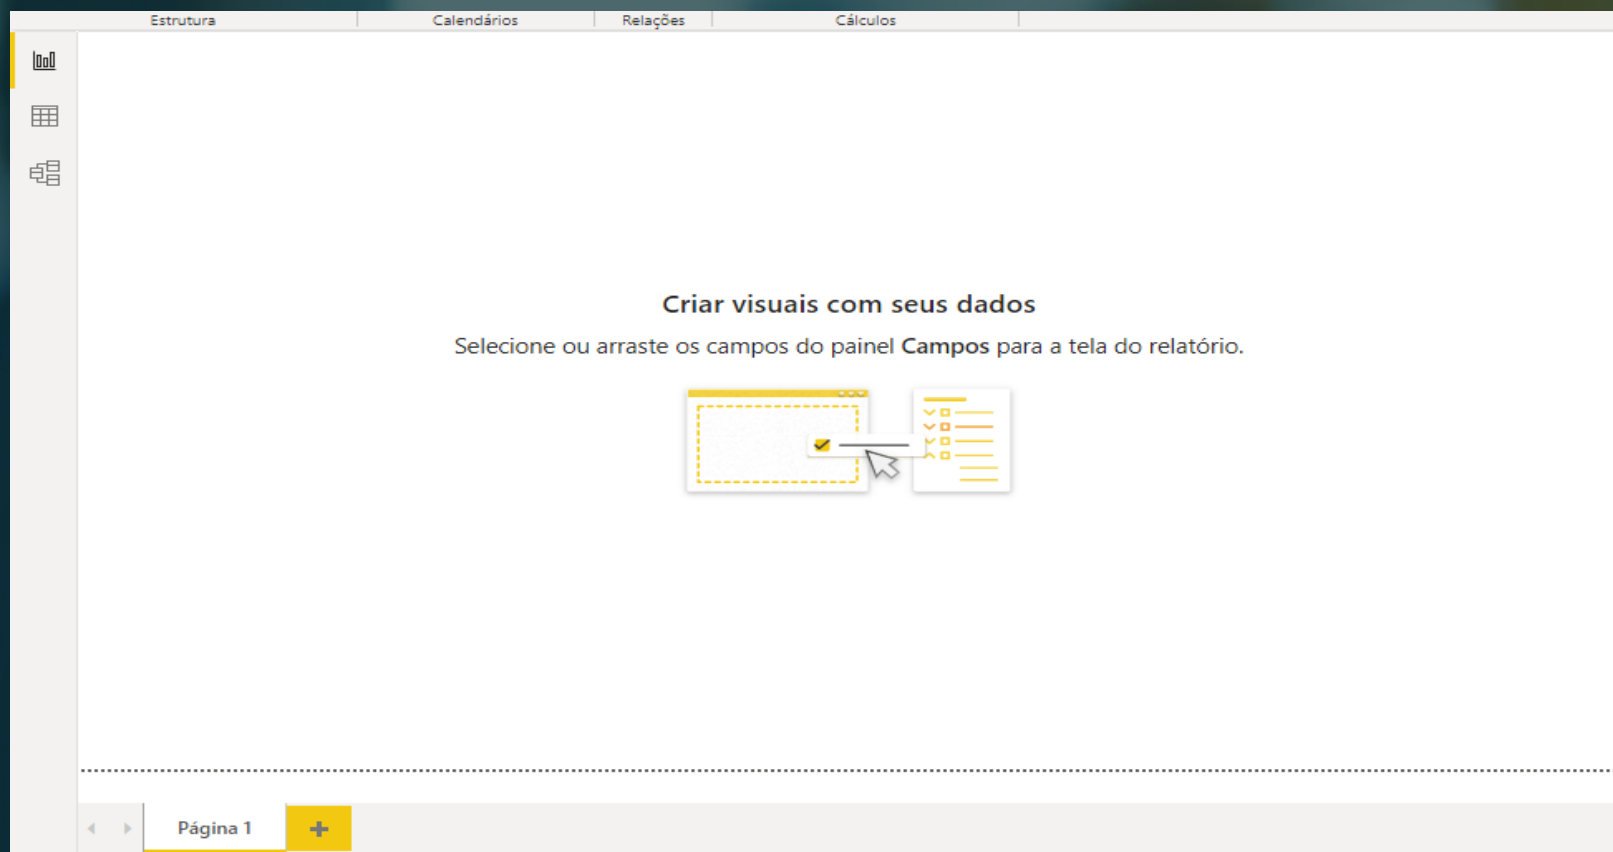 Estrutura Calendários Relações Cálculos
Criar visuais com seus dados
Selecione ou arraste os campos do painel Campos para a tela do relatório.
Página 1